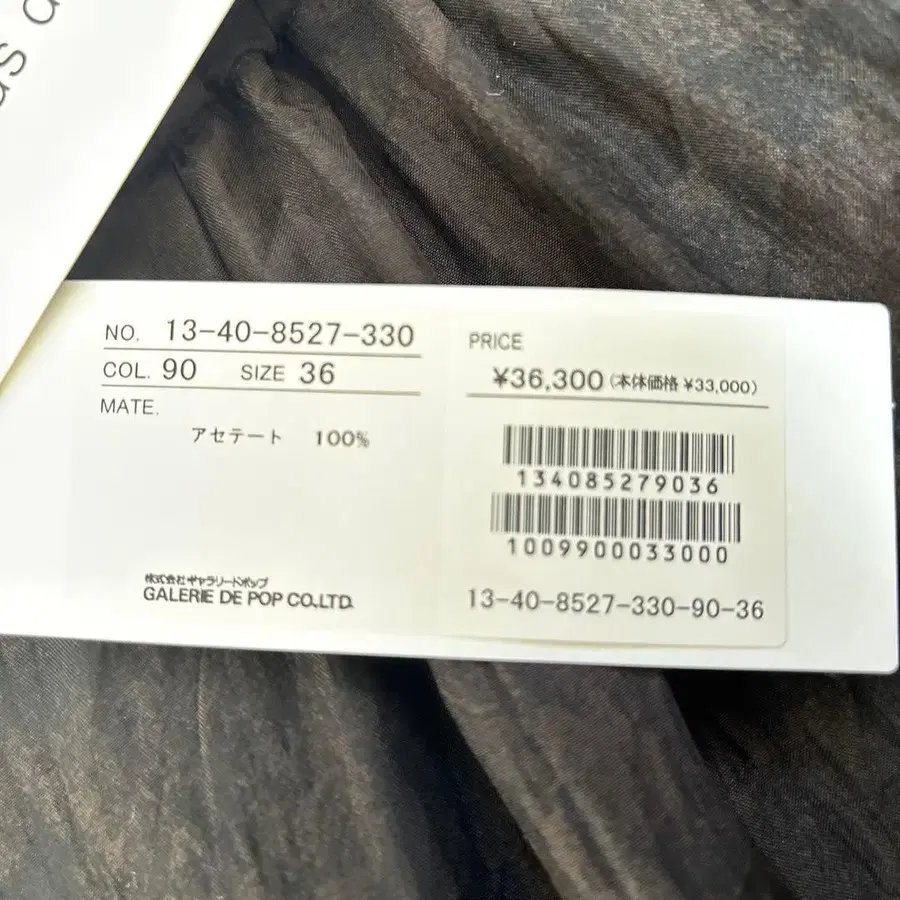 NO. 13-40-8527-330
COL. 90 SIZE 36
MATE.
アセテート 100%
株式会社ギャラリードポップ
GALERIE DE POP CO.,LTD.
PRICE
¥36,300(本体価格 ¥33,000)
134085279036
1009900033000
13-40-8527-330-90-36